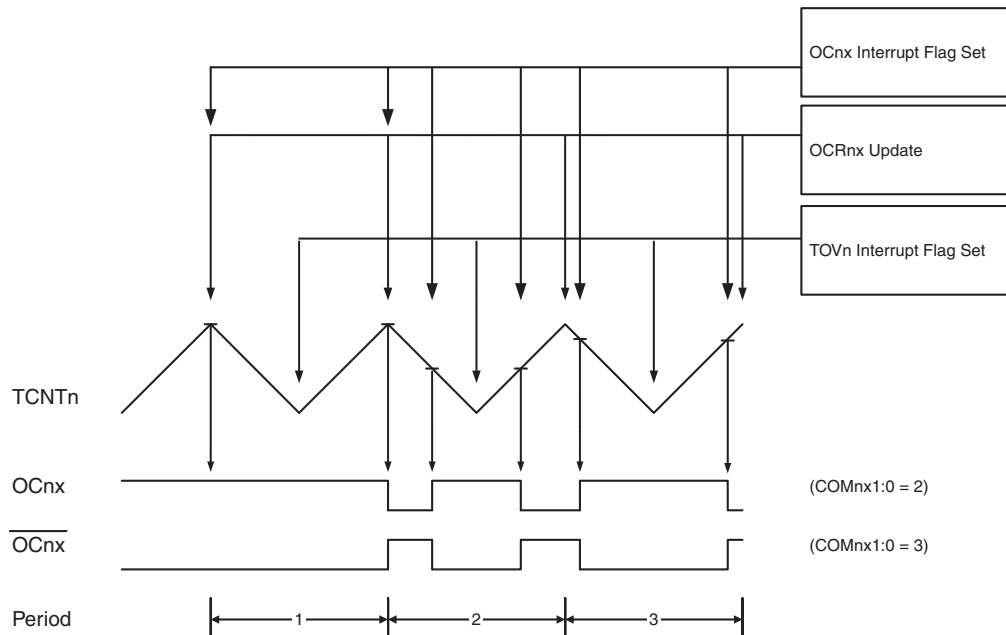 OCnx Interrupt Flag Set
OCRnx Update
TOVn Interrupt Flag Set
TCNTn
OCnx (COMnx1:0 = 2)
OCnx (COMnx1:0 = 3)
Period 1 2 3